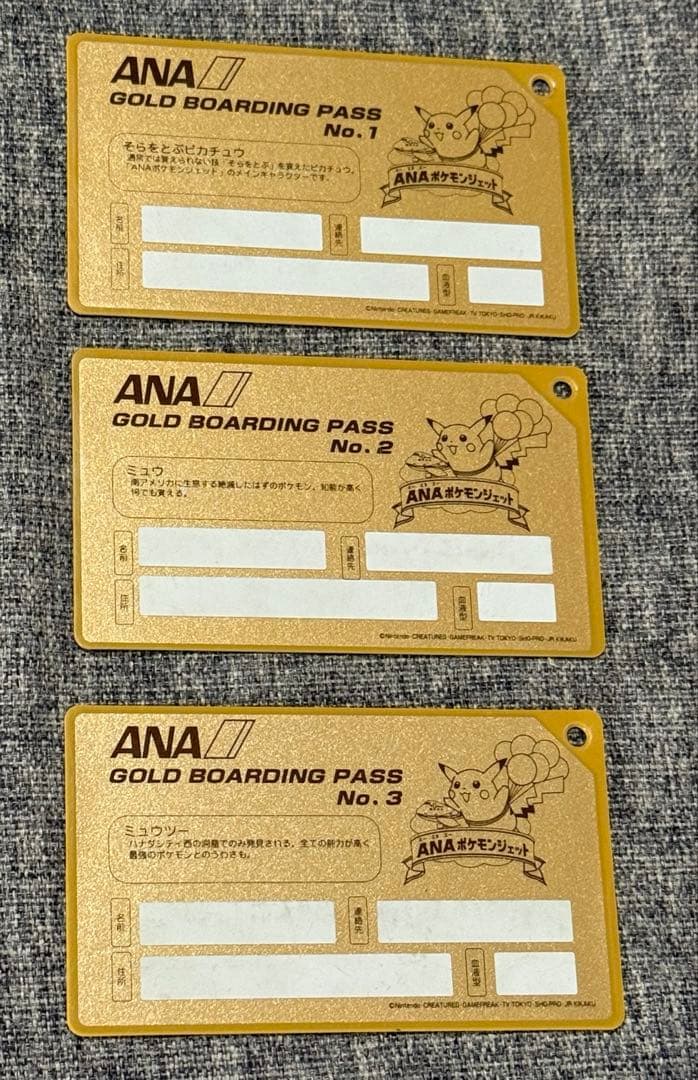 ANA
GOLD BOARDING PASS
No.1
そらをとぶピカチュウ
通常では覚えられない技「そらをとぶ」を覚えたピカチュウ。
「ANAポケモンジェット」のメインキャラクターです。
ANAポケモンジェット
名前
連絡先
住所
血液型
©Nintendo・CREATURES・GAMEFREAK・TV TOKYO・SHO-PRO・JR KIKAKU
ANA
GOLD BOARDING PASS
No.2
ミュウ
南アメリカに生息する絶滅したはずのポケモン。知能が高く
何でも覚える。
ANAポケモンジェット
名前
連絡先
住所
血液型
©Nintendo・CREATURES・GAMEFREAK・TV TOKYO・SHO-PRO・JR KIKAKU
ANA
GOLD BOARDING PASS
No.3
ミュウツー
ハナダシティ西の洞窟でのみ発見される。全ての能力が高く
最強のポケモンとのうわさも。
ANAポケモンジェット
名前
連絡先
住所
血液型
©Nintendo・CREATURES・GAMEFREAK・TV TOKYO・SHO-PRO・JR KIKAKU